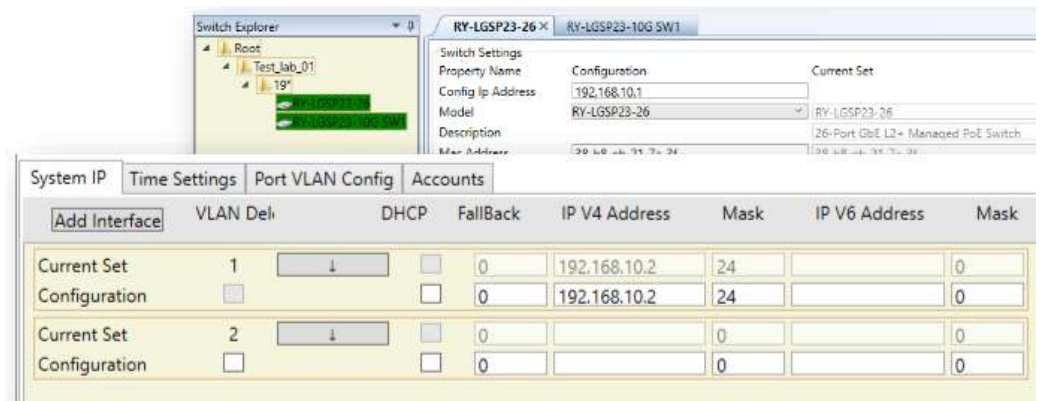 Switch Explorer
RY-LGSP23-26 × RY-LGSP23-10G SW1
Root
Test_lab_01
19*
RY-LGSP23-26
RY-LGSP23-10G SW1
Switch Settings
Property Name Configuration Current Set
Config Ip Address 192.168.10.1
Model RY-LGSP23-26 RY-LGSP23-26
Description 26-Port GbE L2+ Managed PoE Switch
Mac Address
System IP Time Settings Port VLAN Config Accounts
Add Interface VLAN Dele DHCP FallBack IP V4 Address Mask IP V6 Address Mask
Current Set 1 ↓ 0 192.168.10.2 24 0
Configuration 0 192.168.10.2 24 0
Current Set 2 ↓ 0 0 0
Configuration 0 0 0